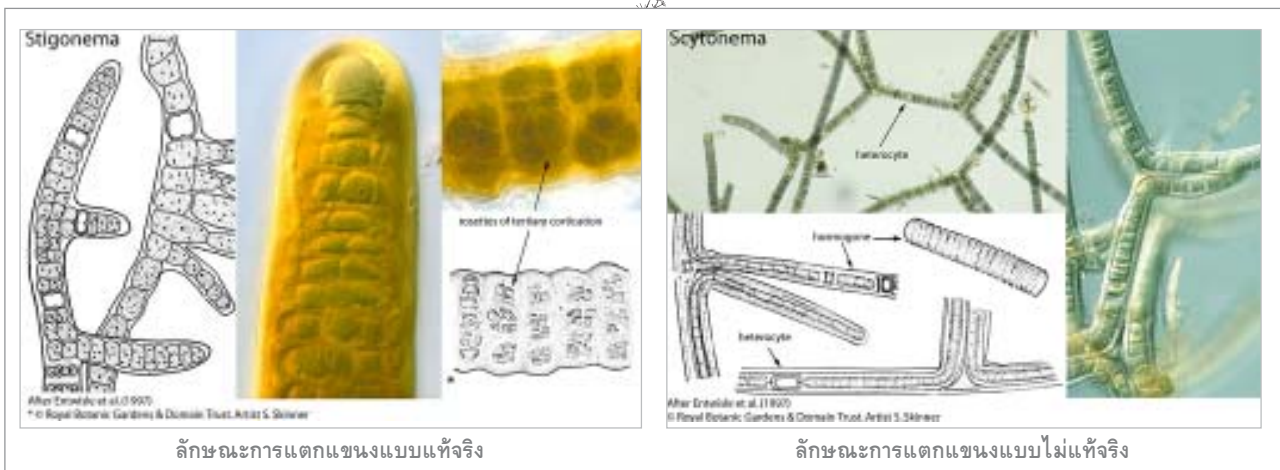 Stigonema
rosettes of tertiary cortication
After Entwisle et al. (1997)
* © Royal Botanic Gardens & Domain Trust. Artist S. Skinner
ลักษณะการแตกแขนงแบบแท้จริง
Scytonema
heterocyte
hormogone
heterocyte
After Entwisle et al. (1997)
© Royal Botanic Gardens & Domain Trust. Artist S. Skinner
ลักษณะการแตกแขนงแบบไม่แท้จริง